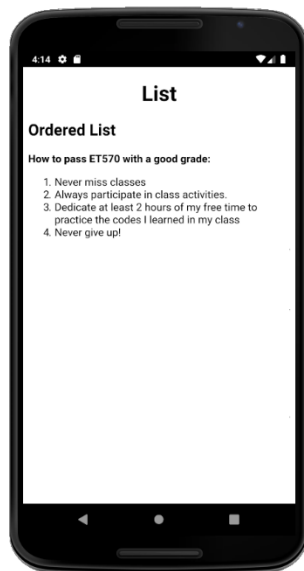 4:14
List
Ordered List
How to pass ET570 with a good grade:
1. Never miss classes
2. Always participate in class activities.
3. Dedicate at least 2 hours of my free time to
practice the codes I learned in my class
4. Never give up!